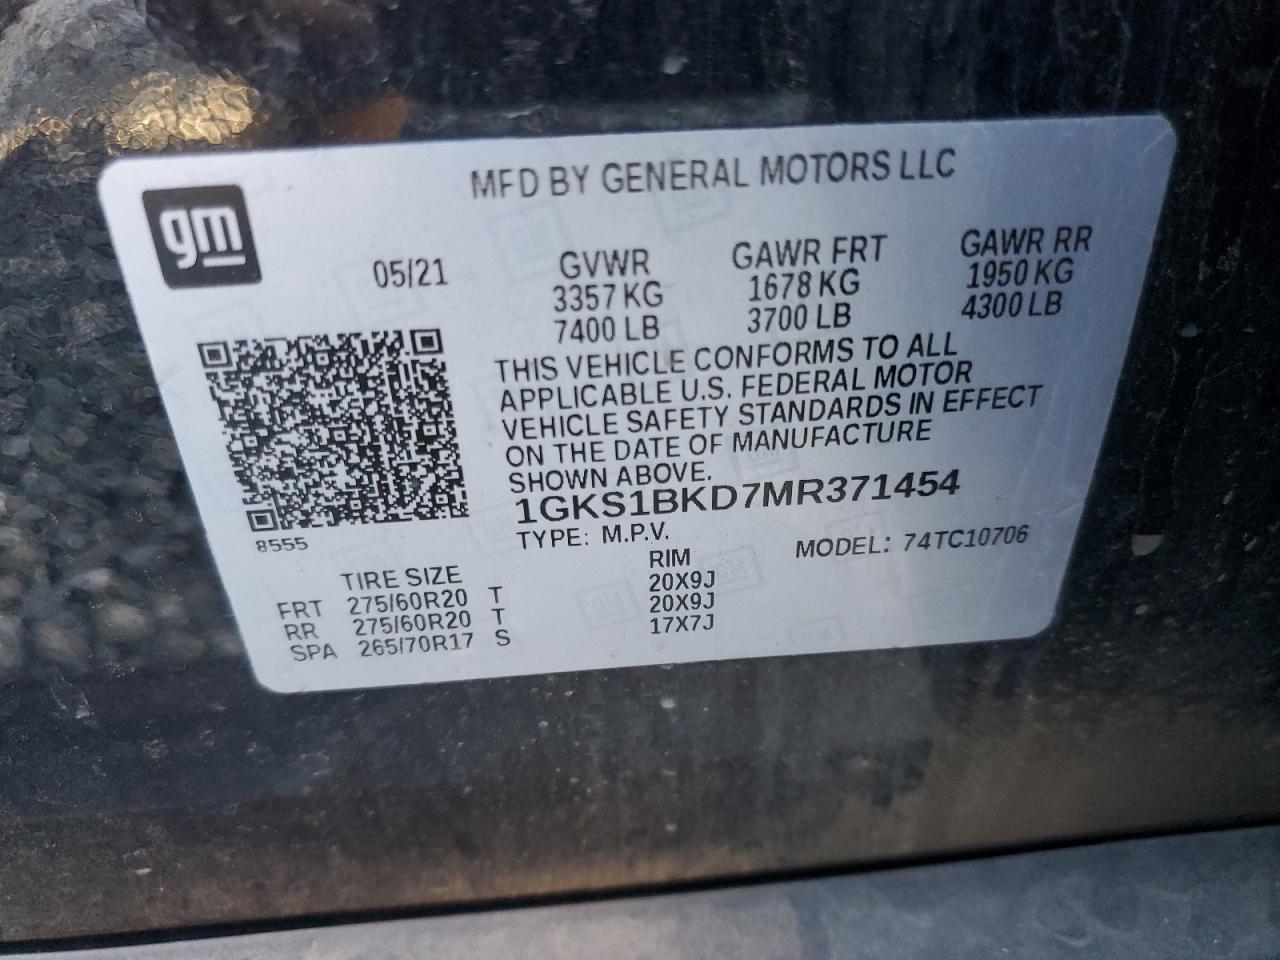 MFD BY GENERAL MOTORS LLC
gm
05/21
GVWR GAWR FRT GAWR RR
3357 KG 1678 KG 1950 KG
7400 LB 3700 LB 4300 LB
THIS VEHICLE CONFORMS TO ALL
APPLICABLE U.S. FEDERAL MOTOR
VEHICLE SAFETY STANDARDS IN EFFECT
ON THE DATE OF MANUFACTURE
SHOWN ABOVE.
1GKS1BKD7MR371454
8555
TYPE: M.P.V. MODEL: 74TC10706
TIRE SIZE RIM
FRT 275/60R20 T 20X9J
RR 275/60R20 T 20X9J
SPA 265/70R17 S 17X7J